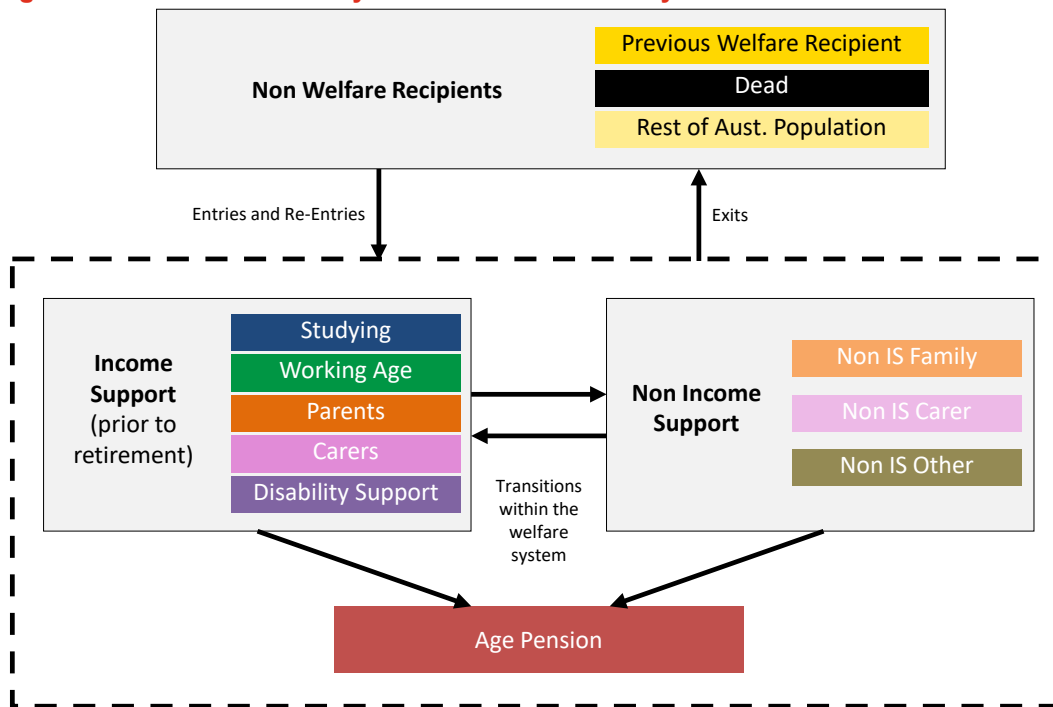 Previous Welfare Recipient
Non Welfare Recipients
Dead
Rest of Aust. Population
Entries and Re-Entries
Exits
Studying
Income
Support
(prior to
retirement)
Working Age
Parents
Carers
Disability Support
Non Income
Support
Non IS Family
Non IS Carer
Non IS Other
Transitions
within the
welfare
system
Age Pension